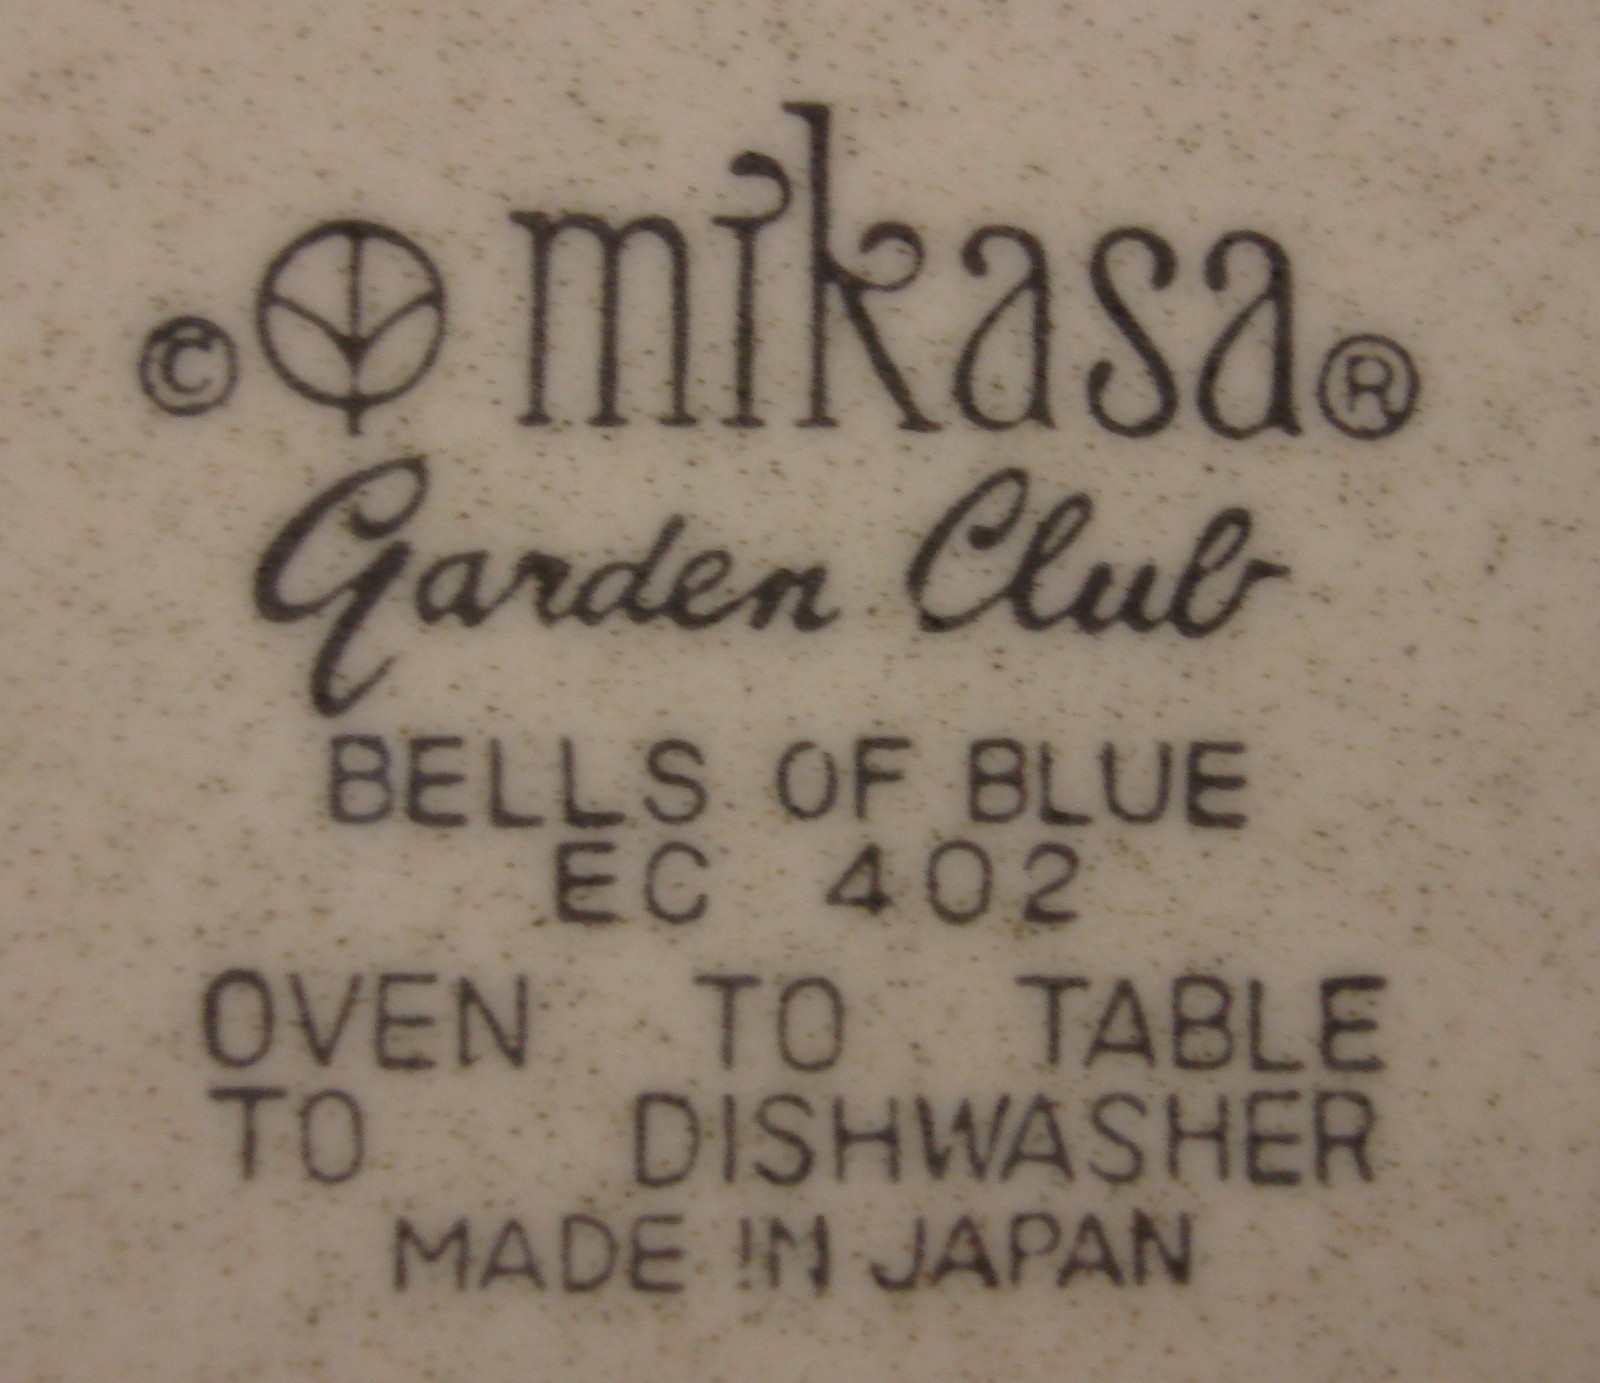 © mikasa®
Garden Club
BELLS OF BLUE
EC 402
OVEN TO TABLE
TO DISHWASHER
MADE IN JAPAN